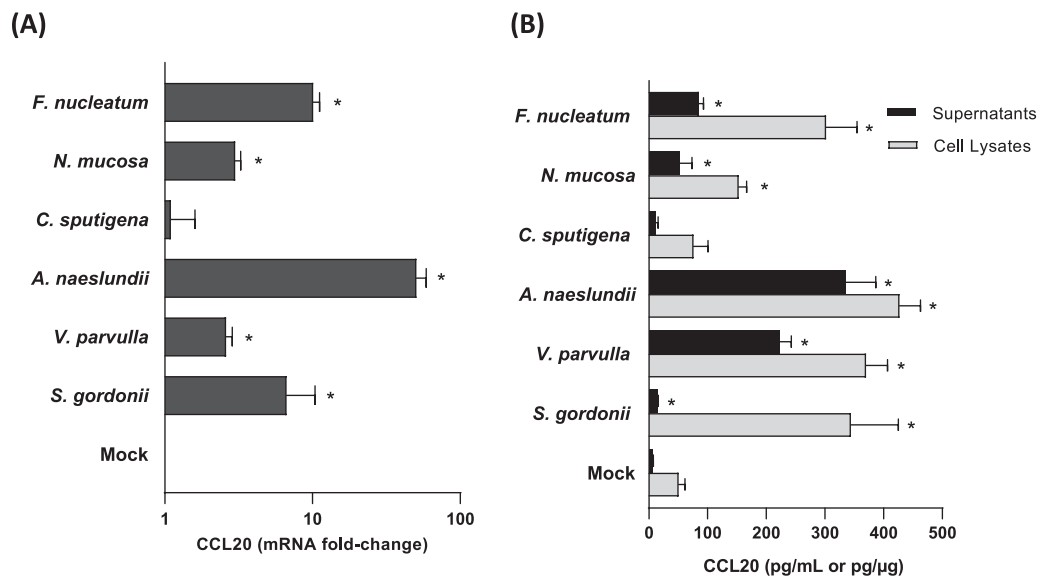 (A)
F. nucleatum
*
N. mucosa
*
C. sputigena
A. naeslundii
*
V. parvulla
*
S. gordonii
*
Mock
1
10
100
CCL20 (mRNA fold-change)
(B)
F. nucleatum
*
*
N. mucosa
*
*
C. sputigena
A. naeslundii
*
*
V. parvulla
*
*
S. gordonii
*
*
Mock
0
100
200
300
400
500
CCL20 (pg/mL or pg/µg)
Supernatants
Cell Lysates